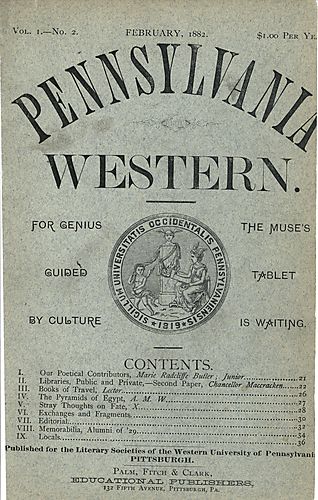 VOL. 1.—No. 2.
FEBRUARY, 1882.
$1.00 PER YE
PENNSYLVANIA
WESTERN.
FOR GENIUS
THE MUSE'S
GUIDED
TABLET
BY CULTURE
IS WAITING.
SIGILLUM UNIVERSITATIS OCCIDENTALIS PENNSYLVANIENSIS
★1819★
CONTENTS.
I. Our Poetical Contributors, Marie Radcliffe Butler; Junior 21
II. Libraries, Public and Private,—Second Paper, Chancellor Maccracken
III. Books of Travel, Lector 26
IV. The Pyramids of Egypt, A. M. W. 27
V. Stray Thoughts on Fate, X. 28
VI. Exchanges and Fragments
VII. Editorial
VIII. Memorabilia, Alumni of '29 34
IX. Locals 36
Published for the Literary Societies of the Western University of Pennsylvania
PITTSBURGH.
PALM, FITCH & CLARK,
EDUCATIONAL PUBLISHERS,
132 FIFTH AVENUE, PITTSBURGH, PA.